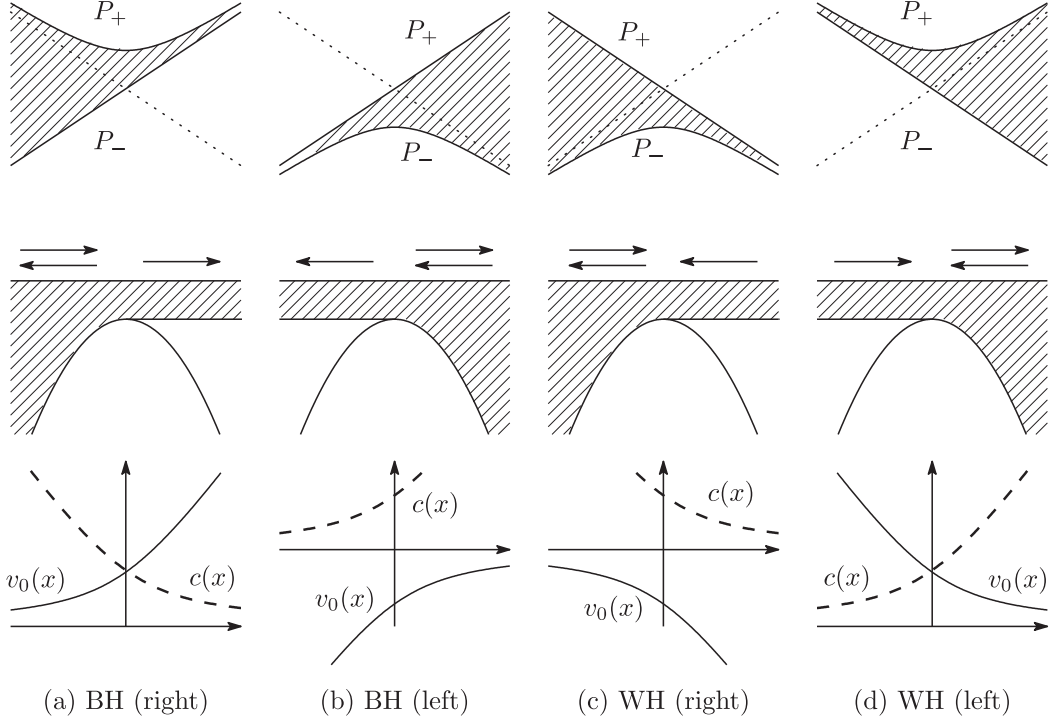 P₊
P₋
P₊
P₋
P₊
P₋
P₊
P₋
v₀(x)
c(x)
c(x)
v₀(x)
c(x)
v₀(x)
c(x)
v₀(x)
(a) BH (right)
(b) BH (left)
(c) WH (right)
(d) WH (left)